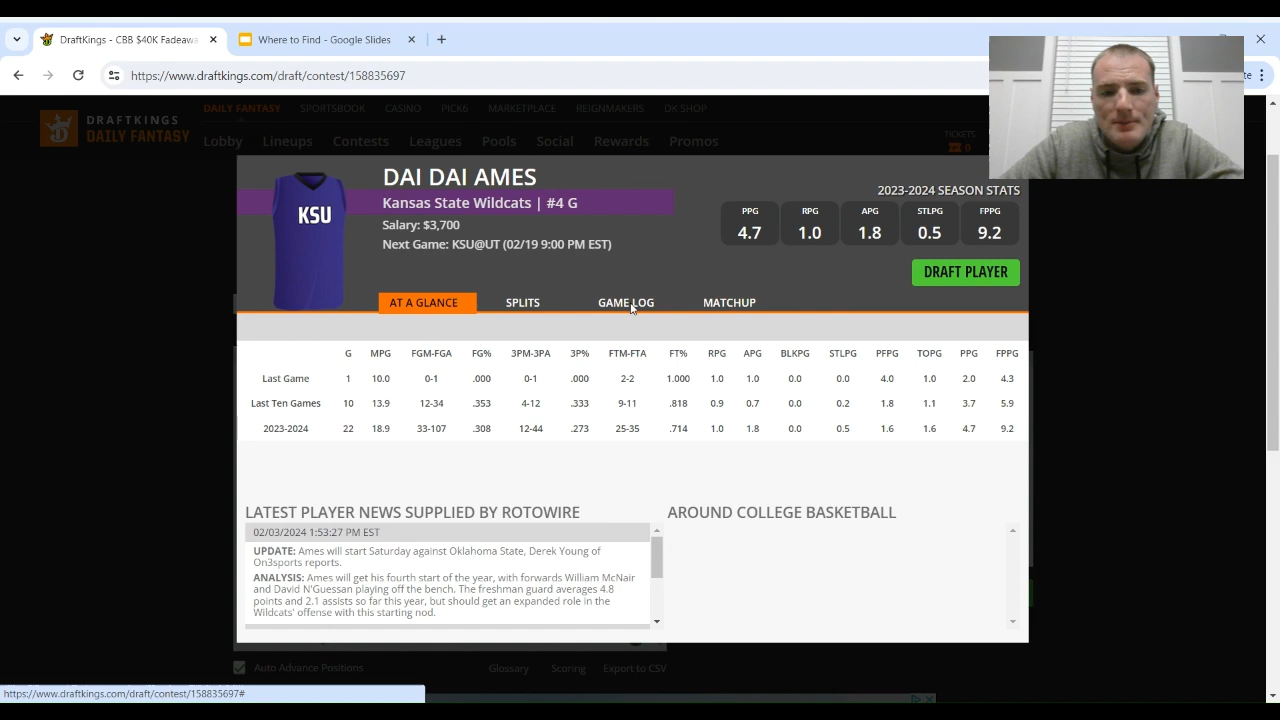 DraftKings - CBB $40K Fadeawa
Where to Find - Google Slides
https://www.draftkings.com/draft/contest/158835697
DRAFTKINGS
DAILY FANTASY
DAILY FANTASY SPORTSBOOK CASINO PICK6 MARKETPLACE REIGNMAKERS DK SHOP
Lobby Lineups Contests Leagues Pools Social Rewards Promos
TICKETS
0
KSU
DAI DAI AMES
Kansas State Wildcats | #4 G
Salary: $3,700
Next Game: KSU@UT (02/19 9:00 PM EST)
2023-2024 SEASON STATS
PPG RPG APG STLPG FPPG
4.7 1.0 1.8 0.5 9.2
DRAFT PLAYER
AT A GLANCE SPLITS GAME LOG MATCHUP
G MPG FGM-FGA FG% 3PM-3PA 3P% FTM-FTA FT% RPG APG BLKPG STLPG PFPG TOPG PPG FPPG
Last Game 1 10.0 0-1 .000 0-1 .000 2-2 1.000 1.0 1.0 0.0 0.0 4.0 1.0 2.0 4.3
Last Ten Games 10 13.9 12-34 .353 4-12 .333 9-11 .818 0.9 0.7 0.0 0.2 1.8 1.1 3.7 5.9
2023-2024 22 18.9 33-107 .308 12-44 .273 25-35 .714 1.0 1.8 0.0 0.5 1.6 1.6 4.7 9.2
LATEST PLAYER NEWS SUPPLIED BY ROTOWIRE
02/03/2024 1:53:27 PM EST
UPDATE: Ames will start Saturday against Oklahoma State, Derek Young of
On3sports reports.
ANALYSIS: Ames will get his fourth start of the year, with forwards William McNair
and David N'Guessan playing off the bench. The freshman guard averages 4.8
points and 2.1 assists so far this year, but should get an expanded role in the
Wildcats' offense with this starting nod.
AROUND COLLEGE BASKETBALL
Auto Advance Positions
Glossary Scoring Export to CSV
https://www.draftkings.com/draft/contest/158835697#